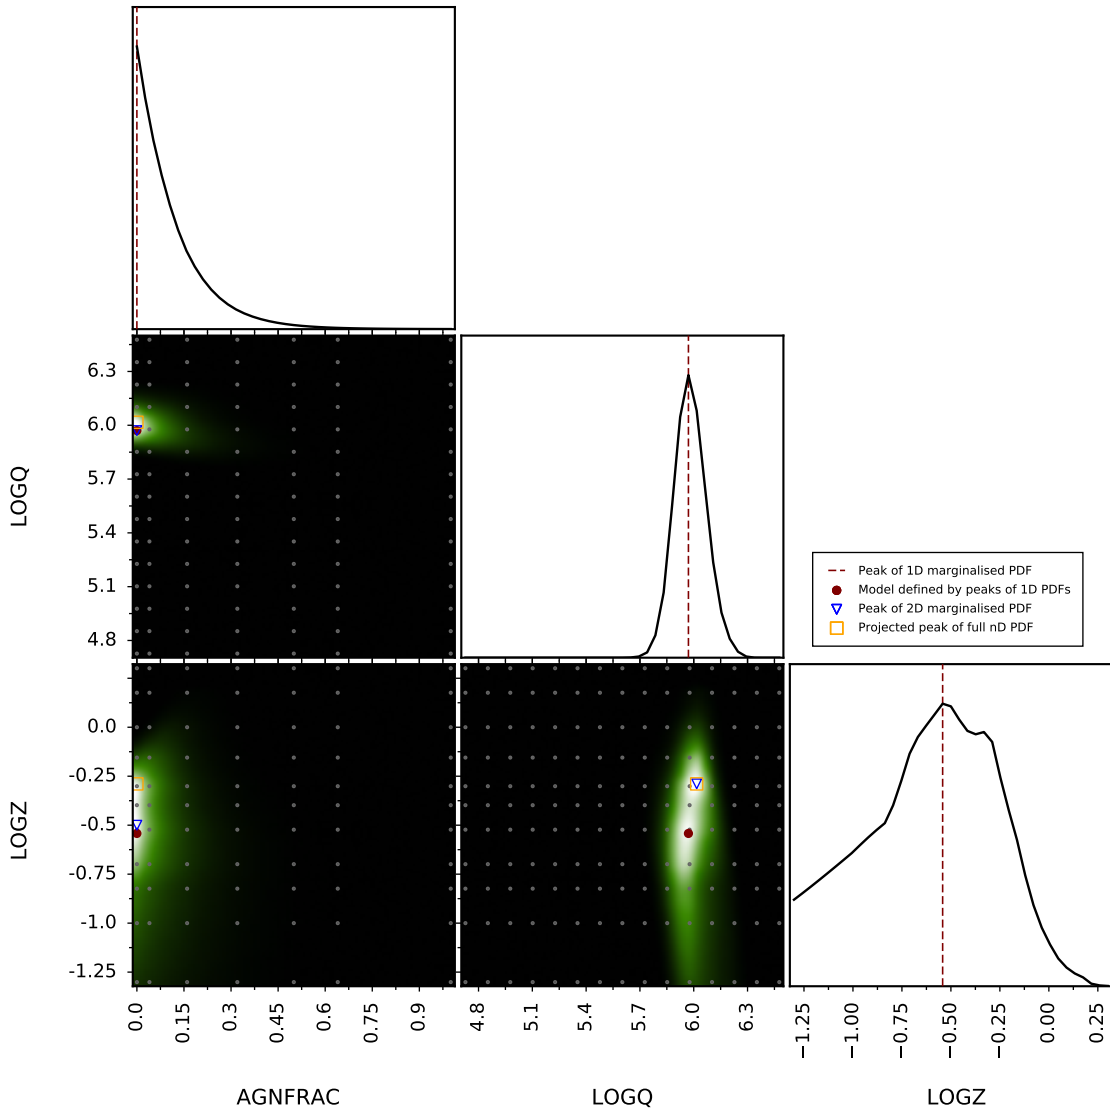 6.3
6.0
5.7
5.4
5.1
4.8
LOGQ
Peak of 1D marginalised PDF
Model defined by peaks of 1D PDFs
Peak of 2D marginalised PDF
Projected peak of full nD PDF
0.0
-0.25
-0.5
-0.75
-1.0
-1.25
LOGZ
0.0 0.15 0.3 0.45 0.6 0.75 0.9
4.8 5.1 5.4 5.7 6.0 6.3
−1.25 −1.00 −0.75 −0.50 −0.25 0.00 0.25
AGNFRAC LOGQ LOGZ